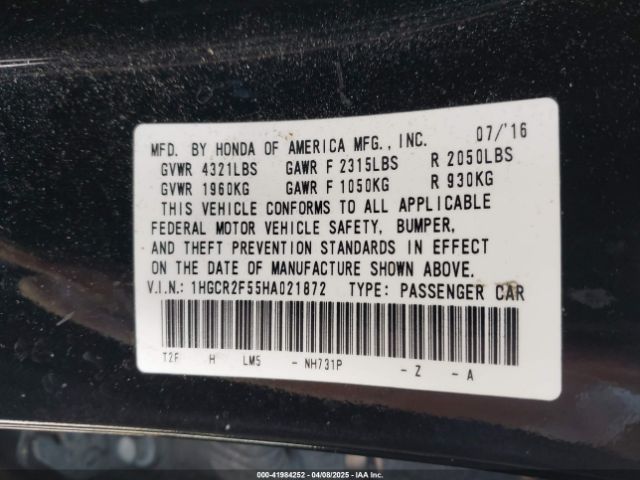 MFD. BY HONDA OF AMERICA MFG., INC. 07/'16
GVWR 4321LBS GAWR F 2315LBS R 2050LBS
GVWR 1960KG GAWR F 1050KG R 930KG
THIS VEHICLE CONFORMS TO ALL APPLICABLE
FEDERAL MOTOR VEHICLE SAFETY, BUMPER,
AND THEFT PREVENTION STANDARDS IN EFFECT
ON THE DATE OF MANUFACTURE SHOWN ABOVE.
V.I.N.: 1HGCR2F55HA021872 TYPE: PASSENGER CAR
T2F H LM5 - NH731P - Z - A
000-41984252 04/08/2025 - IAA Inc.